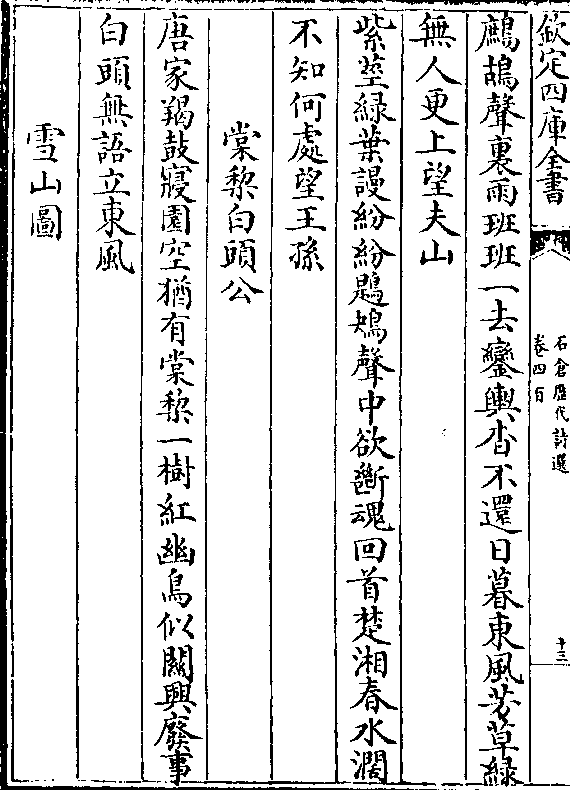 欽定四庫全書
石倉歷代詩選
卷四百
十三
鷓鴣聲裏雨班班一去鑾輿杳不還日暮東風芳草緑
無人更上望夫山
紫莖緑葉謾紛紛鶗鴂聲中欲斷魂回首楚湘春水濶
不知何處望王孫
棠黎白頭公
唐家羯鼓寢園空猶有棠黎一樹紅幽鳥似關興廢事
白頭無語立東風
雪山圖